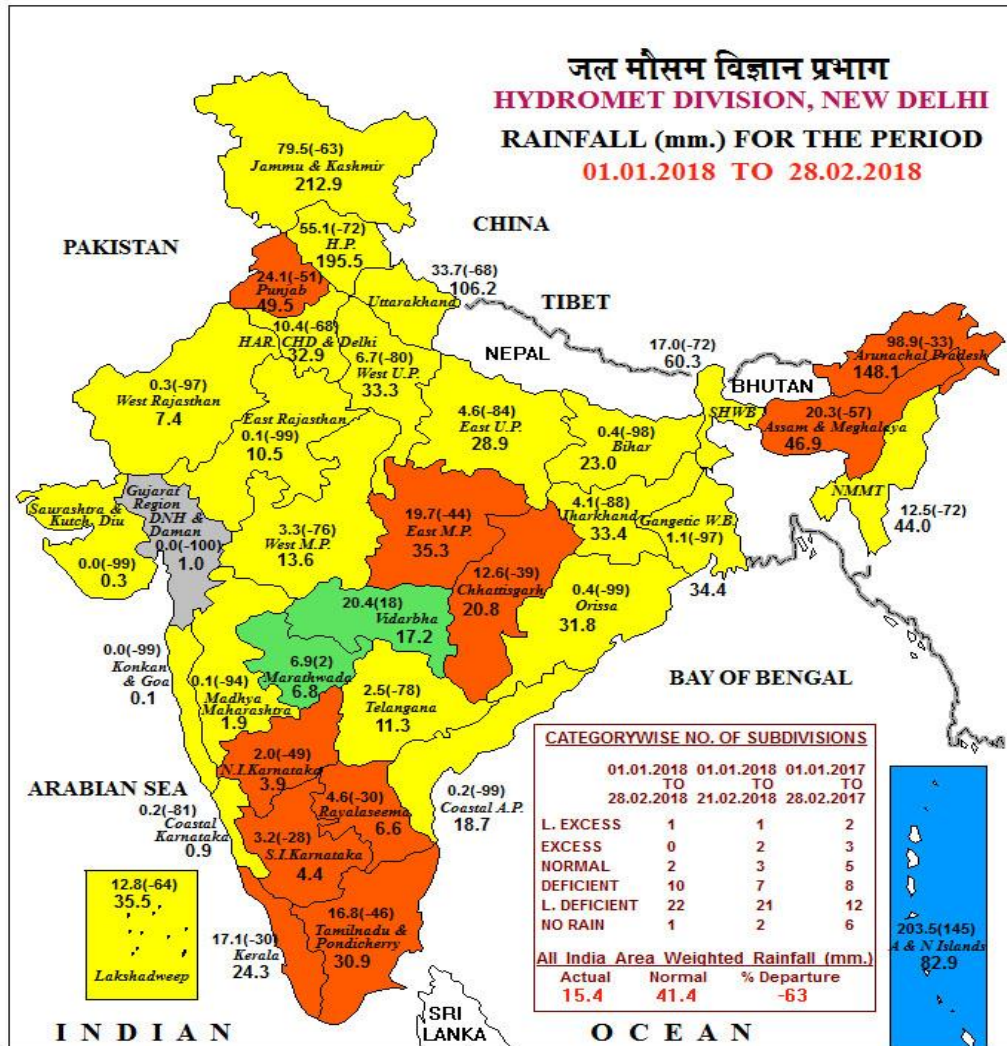 जल मौसम विज्ञान प्रभाग
HYDROMET DIVISION, NEW DELHI
RAINFALL (mm.) FOR THE PERIOD
01.01.2018 TO 28.02.2018
79.5(-63)
Jammu & Kashmir
212.9
CHINA
PAKISTAN
55.1(-72)
H.P.
195.5
24.1(-51)
Punjab
49.5
33.7(-68)
106.2
Uttarakhand
TIBET
10.4(-68)
HAR. CHD & Delhi
32.9
NEPAL
6.7(-80)
West U.P.
33.3
17.0(-72)
60.3
BHUTAN
98.9(-33)
Arunachal Pradesh
148.1
0.3(-97)
West Rajasthan
7.4
East Rajasthan
0.1(-99)
10.5
4.6(-84)
East U.P.
28.9
0.4(-98)
Bihar
23.0
SHWB
20.3(-57)
Assam & Meghalaya
46.9
NMMT
12.5(-72)
44.0
Saurashtra &
Kutch, Diu
0.0(-99)
0.3
Gujarat
Region
DNH &
Daman
0.0(-100)
1.0
3.3(-76)
West M.P.
13.6
19.7(-44)
East M.P.
35.3
4.1(-88)
Jharkhand
33.4
Gangetic W.B.
1.1(-97)
34.4
12.6(-39)
Chhattisgarh
20.8
0.4(-99)
Orissa
31.8
20.4(18)
Vidarbha
17.2
0.0(-99)
Konkan
& Goa
0.1
0.1(-94)
Madhya
Maharashtra
1.9
6.9(2)
Marathwada
6.8
2.5(-78)
Telangana
11.3
BAY OF BENGAL
ARABIAN SEA
2.0(-49)
N.I.Karnataka
3.9
4.6(-30)
Rayalaseema
6.6
0.2(-99)
Coastal A.P.
18.7
0.2(-81)
Coastal
Karnataka
0.9
3.2(-28)
S.I.Karnataka
4.4
12.8(-64)
35.5
Lakshadweep
17.1(-30)
Kerala
24.3
16.8(-46)
Tamilnadu &
Pondicherry
30.9
CATEGORYWISE NO. OF SUBDIVISIONS
01.01.2018 01.01.2018 01.01.2017
TO TO TO
28.02.2018 21.02.2018 28.02.2017
L. EXCESS 1 1 2
EXCESS 0 2 3
NORMAL 2 3 5
DEFICIENT 10 7 8
L. DEFICIENT 22 21 12
NO RAIN 1 2 6
All India Area Weighted Rainfall (mm.)
Actual Normal % Departure
15.4 41.4 -63
203.5(145)
A & N Islands
82.9
SRI
LANKA
INDIAN OCEAN